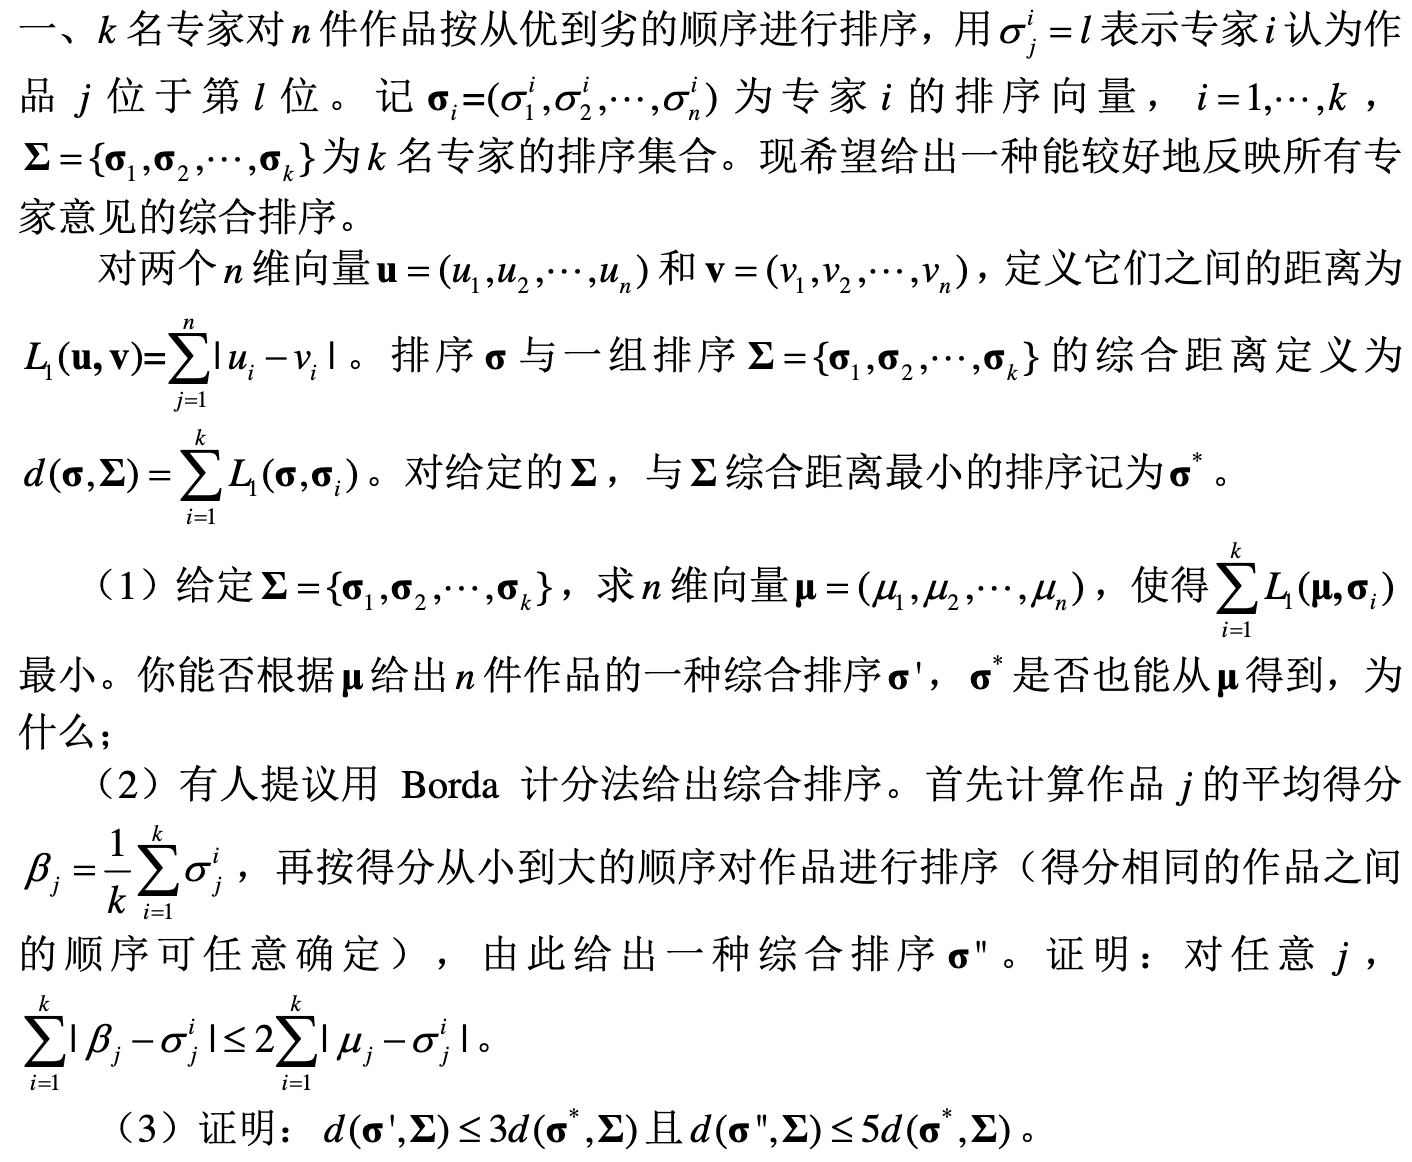 一、k 名专家对 n 件作品按从优到劣的顺序进行排序，用 $\sigma_j^i = l$ 表示专家 i 认为作
品 j 位于第 l 位。记 $\boldsymbol{\sigma}_i=(\sigma_1^i,\sigma_2^i,\cdots,\sigma_n^i)$ 为专家 i 的排序向量，$i=1,\cdots,k$，
$\boldsymbol{\Sigma}=\{\boldsymbol{\sigma}_1,\boldsymbol{\sigma}_2,\cdots,\boldsymbol{\sigma}_k\}$ 为 k 名专家的排序集合。现希望给出一种能较好地反映所有专
家意见的综合排序。
对两个 n 维向量 $\mathbf{u}=(u_1,u_2,\cdots,u_n)$ 和 $\mathbf{v}=(v_1,v_2,\cdots,v_n)$，定义它们之间的距离为
$L_1(\mathbf{u},\mathbf{v})=\sum_{j=1}^{n}|u_i-v_i|$。排序 $\boldsymbol{\sigma}$ 与一组排序 $\boldsymbol{\Sigma}=\{\boldsymbol{\sigma}_1,\boldsymbol{\sigma}_2,\cdots,\boldsymbol{\sigma}_k\}$ 的综合距离定义为
$d(\boldsymbol{\sigma},\boldsymbol{\Sigma})=\sum_{i=1}^{k}L_1(\boldsymbol{\sigma},\boldsymbol{\sigma}_i)$。对给定的 $\boldsymbol{\Sigma}$，与 $\boldsymbol{\Sigma}$ 综合距离最小的排序记为 $\boldsymbol{\sigma}^*$。
（1）给定 $\boldsymbol{\Sigma}=\{\boldsymbol{\sigma}_1,\boldsymbol{\sigma}_2,\cdots,\boldsymbol{\sigma}_k\}$，求 n 维向量 $\boldsymbol{\mu}=(\mu_1,\mu_2,\cdots,\mu_n)$，使得 $\sum_{i=1}^{k}L_1(\boldsymbol{\mu},\boldsymbol{\sigma}_i)$
最小。你能否根据 $\boldsymbol{\mu}$ 给出 n 件作品的一种综合排序 $\boldsymbol{\sigma}'$，$\boldsymbol{\sigma}^*$ 是否也能从 $\boldsymbol{\mu}$ 得到，为
什么；
（2）有人提议用 Borda 计分法给出综合排序。首先计算作品 j 的平均得分
$\beta_j=\frac{1}{k}\sum_{i=1}^{k}\sigma_j^i$，再按得分从小到大的顺序对作品进行排序（得分相同的作品之间
的顺序可任意确定），由此给出一种综合排序 $\boldsymbol{\sigma}''$。证明：对任意 j，
$\sum_{i=1}^{k}|\beta_j-\sigma_j^i|\le 2\sum_{i=1}^{k}|\mu_j-\sigma_j^i|$。
（3）证明：$d(\boldsymbol{\sigma}',\boldsymbol{\Sigma})\le 3d(\boldsymbol{\sigma}^*,\boldsymbol{\Sigma})$ 且 $d(\boldsymbol{\sigma}'',\boldsymbol{\Sigma})\le 5d(\boldsymbol{\sigma}^*,\boldsymbol{\Sigma})$。